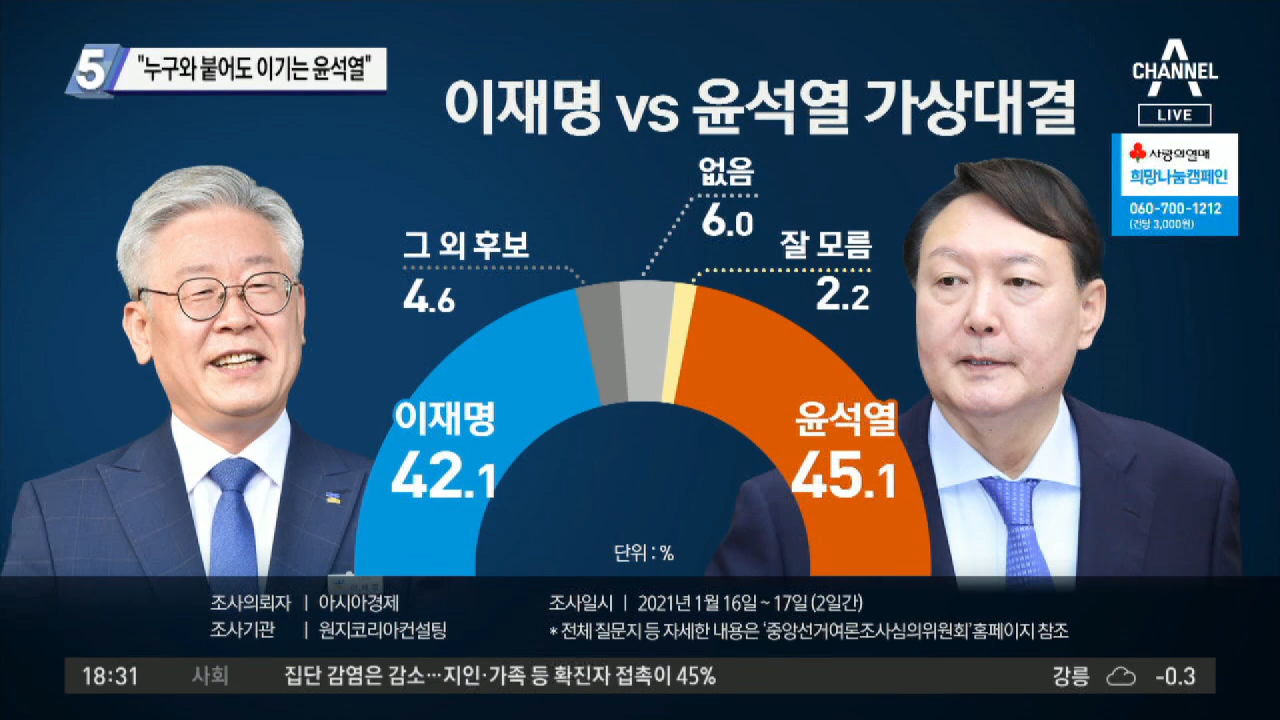 5 "누구와 붙어도 이기는 윤석열"
CHANNEL A
LIVE
이재명 vs 윤석열 가상대결
사랑의열매
희망나눔캠페인
060-700-1212
(건당 3,000원)
없음
6.0
그 외 후보
4.6
잘 모름
2.2
이재명
42.1
윤석열
45.1
단위 : %
조사의뢰자 | 아시아경제
조사일시 | 2021년 1월 16일 ~ 17일 (2일간)
조사기관 | 윈지코리아컨설팅
* 전체 질문지 등 자세한 내용은 '중앙선거여론조사심의위원회' 홈페이지 참조
18:31 사회 집단 감염은 감소…지인·가족 등 확진자 접촉이 45% 강릉 -0.3